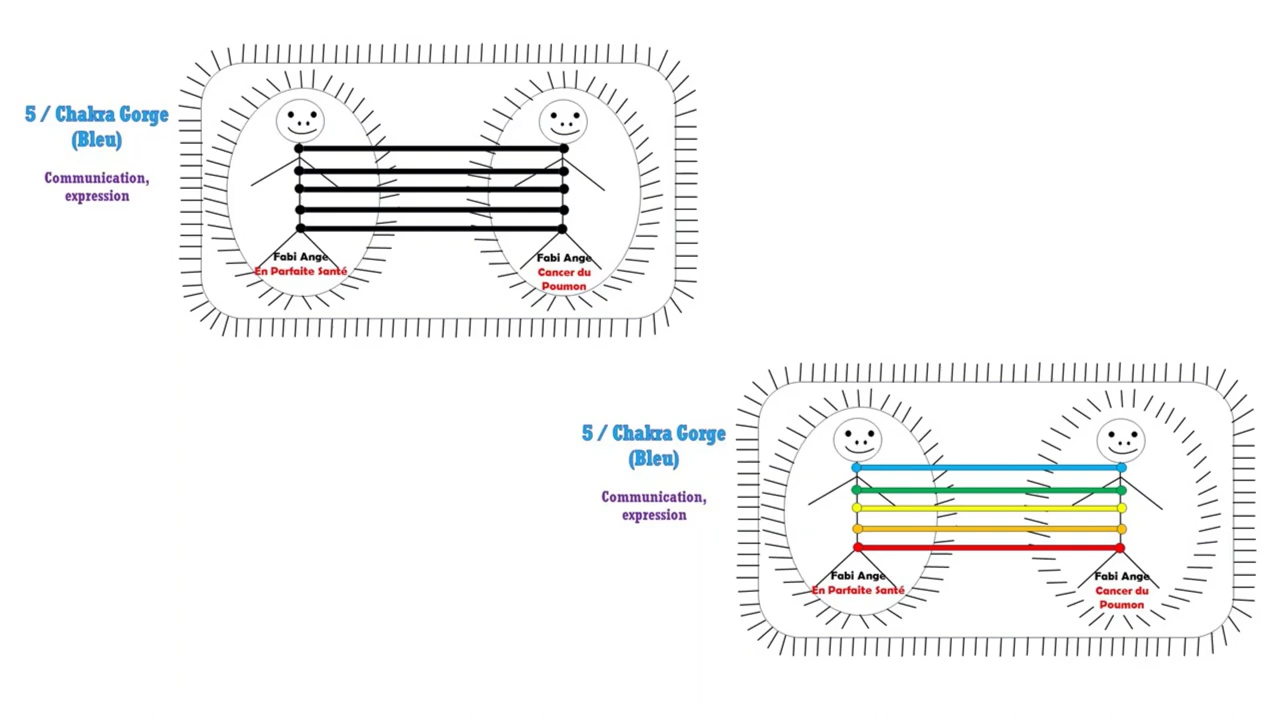 5 / Chakra Gorge
(Bleu)
Communication,
expression
Fabi Ange
En Parfaite Santé
Fabi Ange
Cancer du
Poumon
5 / Chakra Gorge
(Bleu)
Communication,
expression
Fabi Ange
En Parfaite Santé
Fabi Ange
Cancer du
Poumon